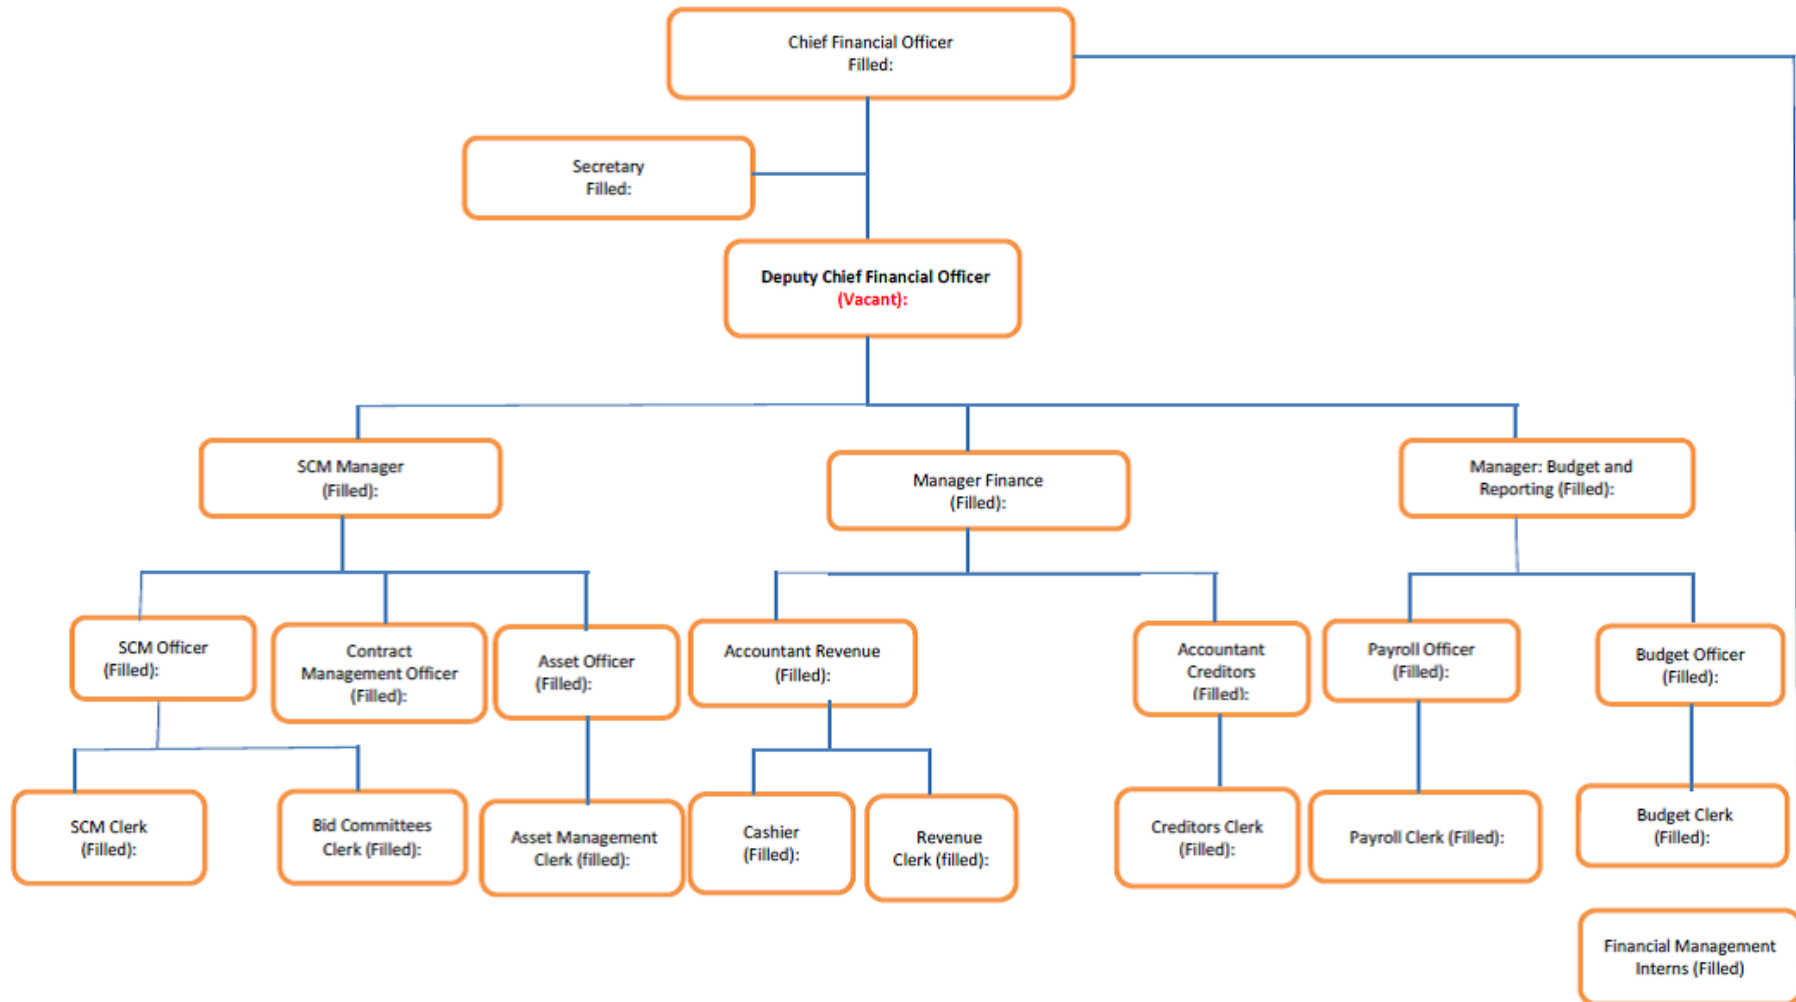 Chief Financial Officer
Filled:
Secretary
Filled:
Deputy Chief Financial Officer
(Vacant):
SCM Manager
(Filled):
Manager Finance
(Filled):
Manager: Budget and
Reporting (Filled):
SCM Officer
(Filled):
Contract
Management Officer
(Filled):
Asset Officer
(Filled):
Accountant Revenue
(Filled):
Accountant
Creditors
(Filled):
Payroll Officer
(Filled):
Budget Officer
(Filled):
SCM Clerk
(Filled):
Bid Committees
Clerk (Filled):
Asset Management
Clerk (filled):
Cashier
(Filled):
Revenue
Clerk (filled):
Creditors Clerk
(Filled):
Payroll Clerk (Filled):
Budget Clerk
(Filled):
Financial Management
Interns (Filled)